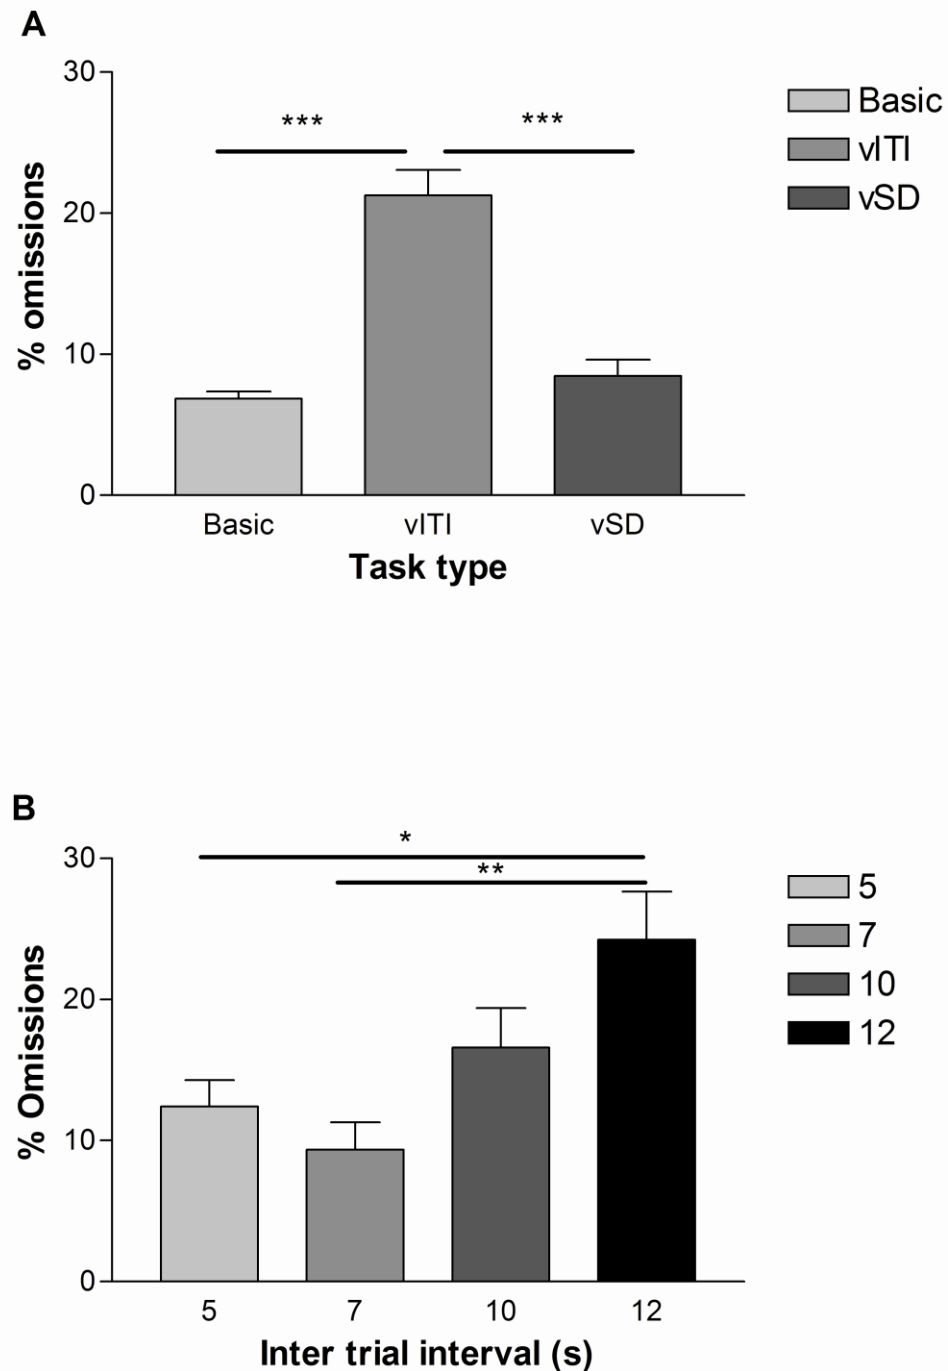 A
30
20
10
0
% omissions
***
***
Basic
vITI
vSD
Basic
vITI
vSD
Task type
B
30
20
10
0
% Omissions
*
**
5
7
10
12
5
7
10
12
Inter trial interval (s)